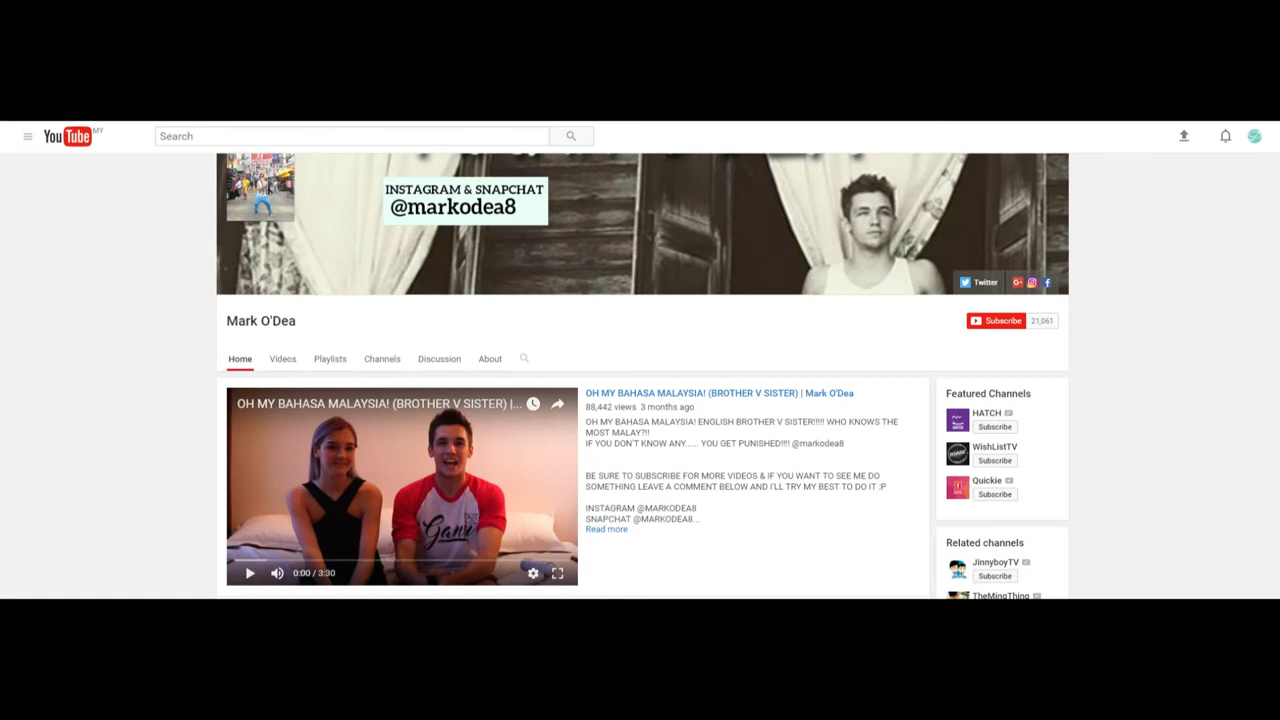 YouTube MY
Search
INSTAGRAM & SNAPCHAT
@markodea8
Twitter
Mark O'Dea
Subscribe 21,061
Home Videos Playlists Channels Discussion About
OH MY BAHASA MALAYSIA! (BROTHER V SISTER) |...
0:00 / 3:30
OH MY BAHASA MALAYSIA! (BROTHER V SISTER) | Mark O'Dea
88,442 views 3 months ago
OH MY BAHASA MALAYSIA! ENGLISH BROTHER V SISTER!!!!! WHO KNOWS THE
MOST MALAY?!!
IF YOU DON'T KNOW ANY...... YOU GET PUNISHED!!!! @markodea8
BE SURE TO SUBSCRIBE FOR MORE VIDEOS & IF YOU WANT TO SEE ME DO
SOMETHING LEAVE A COMMENT BELOW AND I'LL TRY MY BEST TO DO IT :P
INSTAGRAM @MARKODEA8
SNAPCHAT @MARKODEA8...
Read more
Featured Channels
HATCH
Subscribe
WishListTV
Subscribe
Quickie
Subscribe
Related channels
JinnyboyTV
Subscribe
TheMingThing